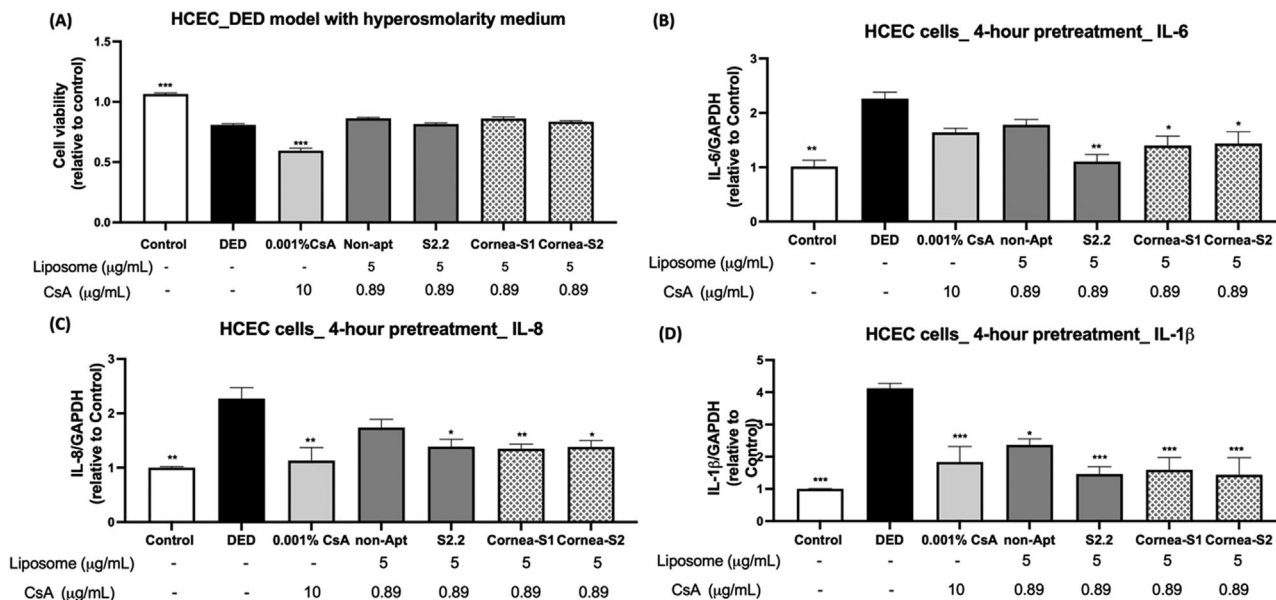 (A)
HCEC_DED model with hyperosmolarity medium
Cell viability
(relative to control)
1.5
1.0
0.5
0.0
***
***
Control DED 0.001%CsA Non-apt S2.2 Cornea-S1 Cornea-S2
Liposome (μg/mL) - - - 5 5 5 5
CsA (μg/mL) - - 10 0.89 0.89 0.89 0.89
(B)
HCEC cells_ 4-hour pretreatment_ IL-6
IL-6/GAPDH
(relative to Control)
3
2
1
0
** ** * *
Control DED 0.001% CsA non-Apt S2.2 Cornea-S1 Cornea-S2
Liposome (μg/mL) - - - 5 5 5 5
CsA (μg/mL) - - 10 0.89 0.89 0.89 0.89
(C)
HCEC cells_ 4-hour pretreatment_ IL-8
IL-8/GAPDH
(relative to Control)
3
2
1
0
** ** * ** *
Control DED 0.001% CsA non-Apt S2.2 Cornea-S1 Cornea-S2
Liposome (μg/mL) - - - 5 5 5 5
CsA (μg/mL) - - 10 0.89 0.89 0.89 0.89
(D)
HCEC cells_ 4-hour pretreatment_ IL-1β
IL-1β/GAPDH
(relative to
Control)
5
4
3
2
1
0
*** *** * *** *** ***
Control DED 0.001% CsA non-Apt S2.2 Cornea-S1 Cornea-S2
Liposome (μg/mL) - - - 5 5 5 5
CsA (μg/mL) - - 10 0.89 0.89 0.89 0.89